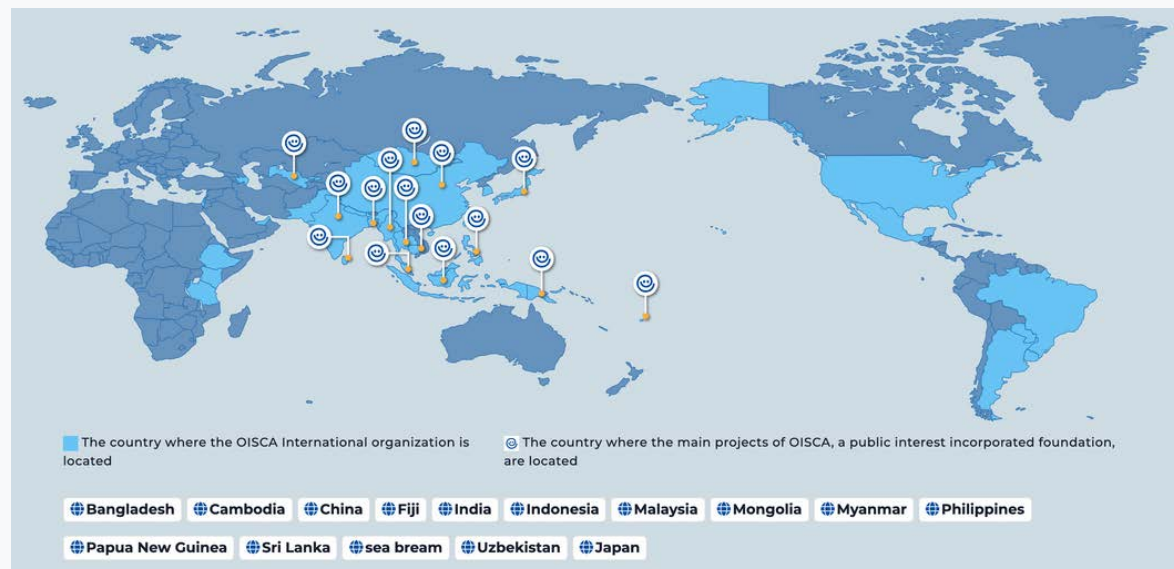 The country where the OISCA International organization is
located
The country where the main projects of OISCA, a public interest incorporated foundation,
are located
Bangladesh Cambodia China Fiji India Indonesia Malaysia Mongolia Myanmar Philippines
Papua New Guinea Sri Lanka sea bream Uzbekistan Japan